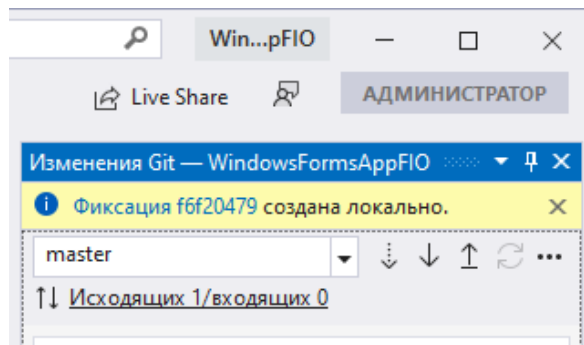 Win...pFIO
Live Share
АДМИНИСТРАТОР
Изменения Git — WindowsFormsAppFIO
Фиксация f6f20479 создана локально.
master
Исходящих 1/входящих 0